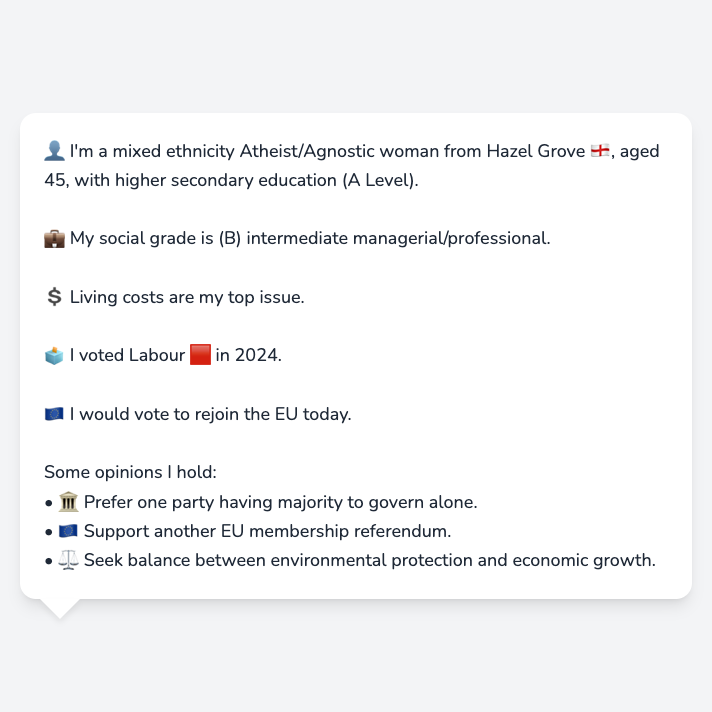 👤 I'm a mixed ethnicity Atheist/Agnostic woman from Hazel Grove 🏴󠁧󠁢󠁥󠁮󠁧󠁿, aged
45, with higher secondary education (A Level).
💼 My social grade is (B) intermediate managerial/professional.
💲 Living costs are my top issue.
🗳️ I voted Labour 🟥 in 2024.
🇪🇺 I would vote to rejoin the EU today.
Some opinions I hold:
• 🏛️ Prefer one party having majority to govern alone.
• 🇪🇺 Support another EU membership referendum.
• ⚖️ Seek balance between environmental protection and economic growth.